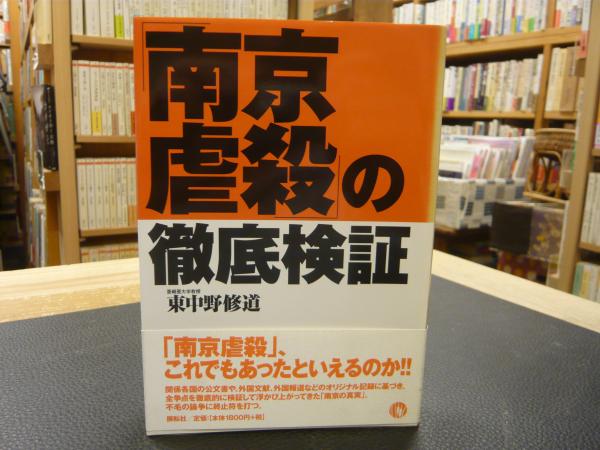 「南京
虐殺」の
徹底検証
亜細亜大学教授
東中野修道
「南京虐殺」、
これでもあったといえるのか!!
関係各国の公文書や、外国文献、外国報道などのオリジナル記録に基づき、
全争点を徹底的に検証して浮かび上がってきた「南京の真実」。
不毛の論争に終止符を打つ。
展転社/定価:[本体1800円+税]